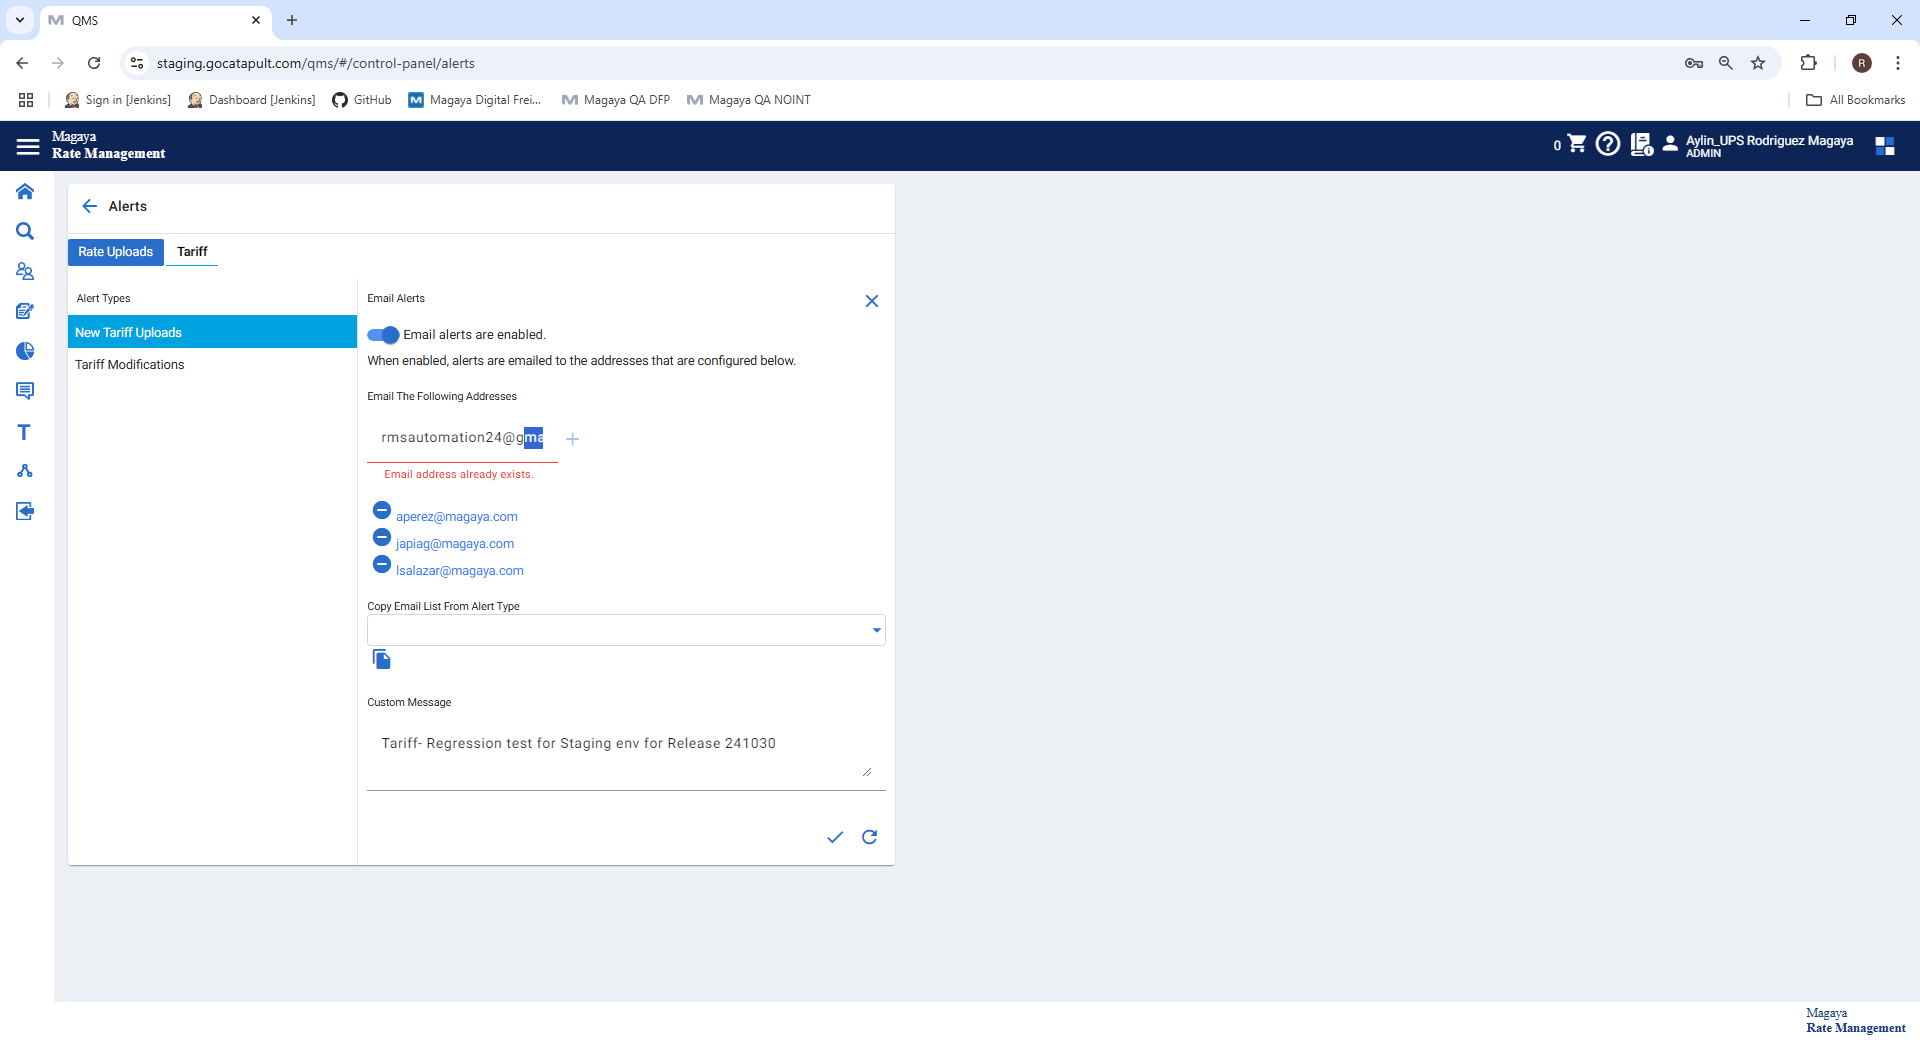 QMS
staging.gocatapult.com/qms/#/control-panel/alerts
R
Sign in [Jenkins]
Dashboard [Jenkins]
GitHub
Magaya Digital Frei...
Magaya QA DFP
Magaya QA NOINT
All Bookmarks
Magaya
Rate Management
0
Aylin_UPS Rodriguez Magaya
ADMIN
Alerts
Rate Uploads
Tariff
Alert Types
New Tariff Uploads
Tariff Modifications
Email Alerts
Email alerts are enabled.
When enabled, alerts are emailed to the addresses that are configured below.
Email The Following Addresses
rmsautomation24@gma
Email address already exists.
aperez@magaya.com
japiag@magaya.com
lsalazar@magaya.com
Copy Email List From Alert Type
Custom Message
Tariff- Regression test for Staging env for Release 241030
T
Magaya
Rate Management